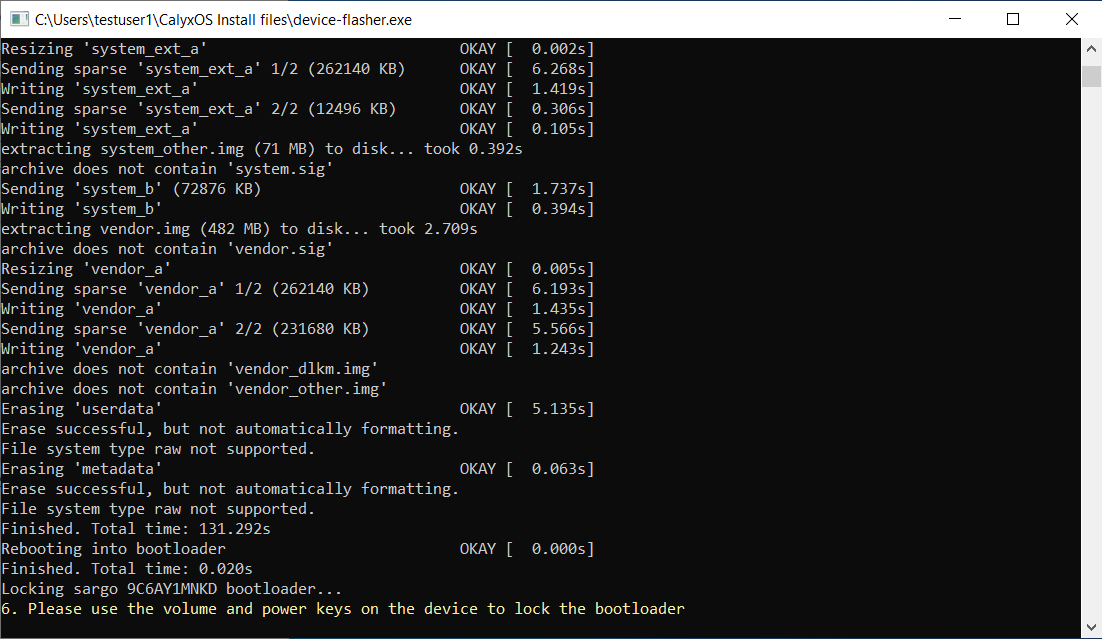 C:\Users\testuser1\CalyxOS Install files\device-flasher.exe
Resizing 'system_ext_a'                            OKAY [  0.002s]
Sending sparse 'system_ext_a' 1/2 (262140 KB)      OKAY [  6.268s]
Writing 'system_ext_a'                             OKAY [  1.419s]
Sending sparse 'system_ext_a' 2/2 (12496 KB)       OKAY [  0.306s]
Writing 'system_ext_a'                             OKAY [  0.105s]
extracting system_other.img (71 MB) to disk... took 0.392s
archive does not contain 'system.sig'
Sending 'system_b' (72876 KB)                      OKAY [  1.737s]
Writing 'system_b'                                 OKAY [  0.394s]
extracting vendor.img (482 MB) to disk... took 2.709s
archive does not contain 'vendor.sig'
Resizing 'vendor_a'                                OKAY [  0.005s]
Sending sparse 'vendor_a' 1/2 (262140 KB)          OKAY [  6.193s]
Writing 'vendor_a'                                 OKAY [  1.435s]
Sending sparse 'vendor_a' 2/2 (231680 KB)          OKAY [  5.566s]
Writing 'vendor_a'                                 OKAY [  1.243s]
archive does not contain 'vendor_dlkm.img'
archive does not contain 'vendor_other.img'
Erasing 'userdata'                                 OKAY [  5.135s]
Erase successful, but not automatically formatting.
File system type raw not supported.
Erasing 'metadata'                                 OKAY [  0.063s]
Erase successful, but not automatically formatting.
File system type raw not supported.
Finished. Total time: 131.292s
Rebooting into bootloader                          OKAY [  0.000s]
Finished. Total time: 0.020s
Locking sargo 9C6AY1MNKD bootloader...
6. Please use the volume and power keys on the device to lock the bootloader